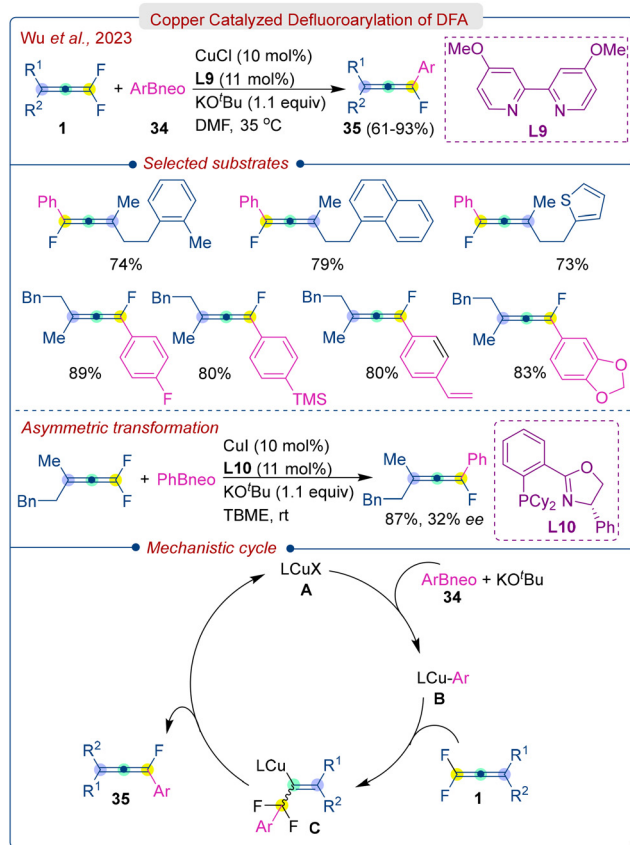 Copper Catalyzed Defluoroarylation of DFA
Wu et al., 2023
R¹ R² F F 1 + ArBneo 34
CuCl (10 mol%)
L9 (11 mol%)
KOᵗBu (1.1 equiv)
DMF, 35 °C
R¹ R² Ar F 35 (61-93%)
MeO OMe N N L9
Selected substrates
Ph F Me Me 74%
Ph F Me 79%
Ph F Me S 73%
Bn Me F F 89%
Bn Me F TMS 80%
Bn Me F 80%
Bn Me F O O 83%
Asymmetric transformation
Me Bn F F + PhBneo
CuI (10 mol%)
L10 (11 mol%)
KOᵗBu (1.1 equiv)
TBME, rt
Me Bn Ph F
87%, 32% ee
O N PCy₂ Ph L10
Mechanistic cycle
LCuX
A
ArBneo + KOᵗBu
34
LCu-Ar
B
R² R¹ F Ar 35
LCu R¹ R² F F Ar C
F F R¹ R² 1